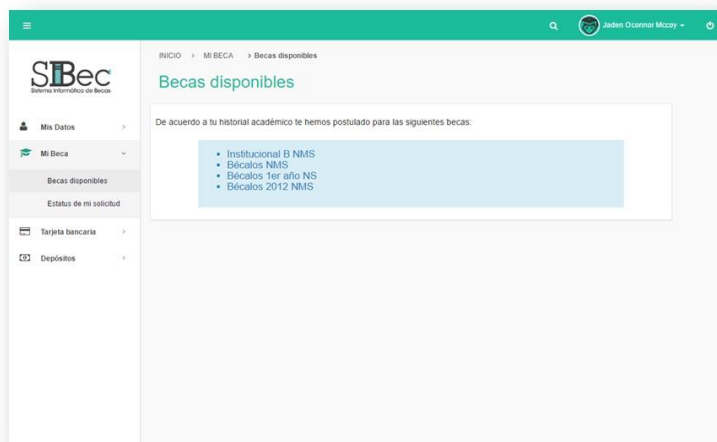 Jaden Oconnor Mccoy
SIBec
Sistema Informático de Becas
INICIO > MI BECA > Becas disponibles
Becas disponibles
Mis Datos
Mi Beca
Becas disponibles
Estatus de mi solicitud
Tarjeta bancaria
Depósitos
De acuerdo a tu historial académico te hemos postulado para las siguientes becas:
• Institucional B NMS
• Bécalos NMS
• Bécalos 1er año NS
• Bécalos 2012 NMS